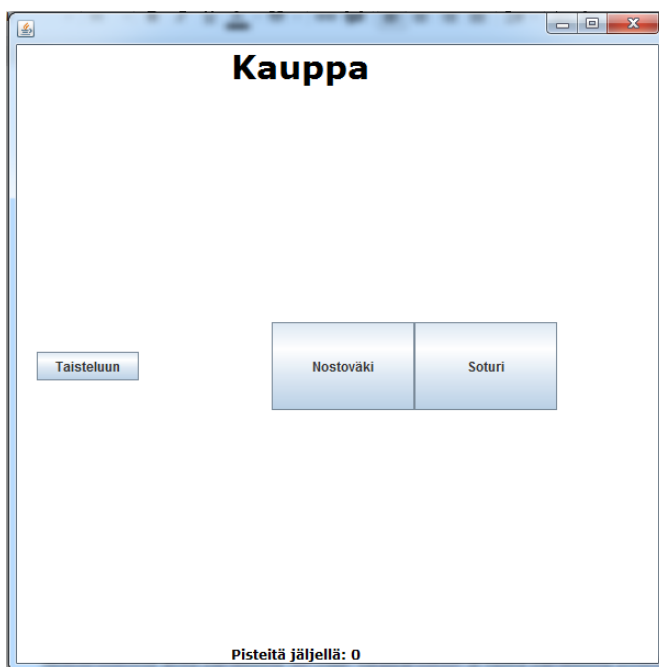 Kauppa
Taisteluun
Nostoväki
Soturi
Pisteitä jäljellä: 0